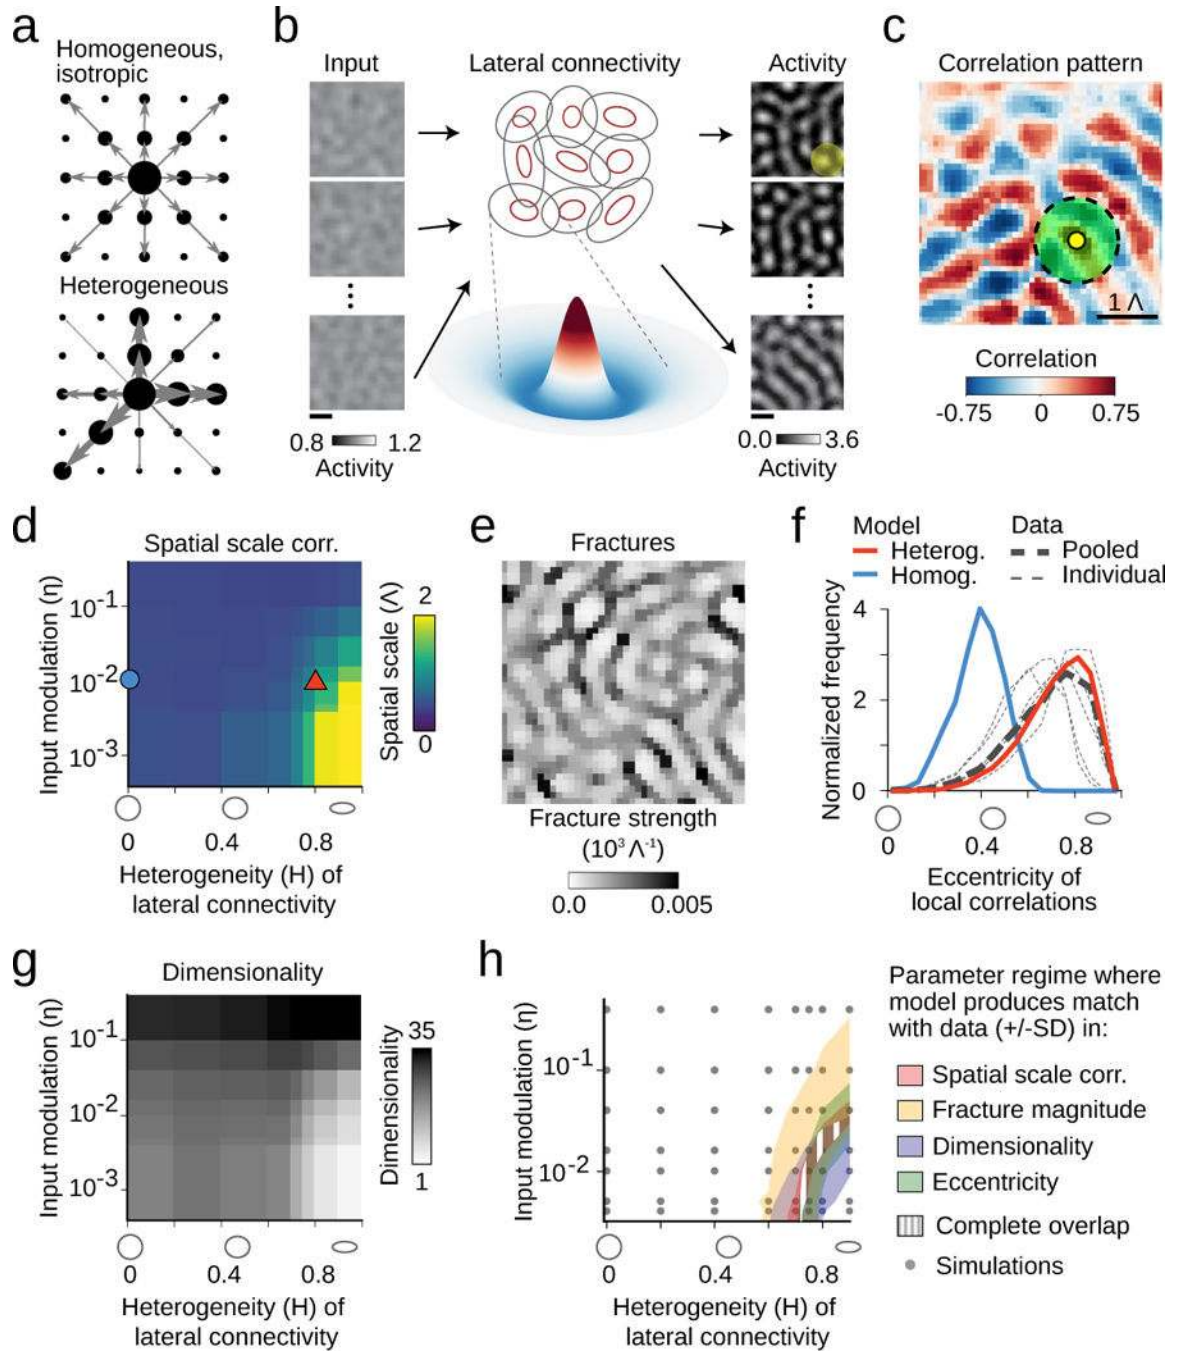 a
Homogeneous,
isotropic
Heterogeneous
b
Input
Lateral connectivity
Activity
0.8
1.2
Activity
0.0
3.6
Activity
c
Correlation pattern
1 Λ
Correlation
-0.75
0
0.75
d
Spatial scale corr.
Input modulation (η)
10⁻¹
10⁻²
10⁻³
0
0.4
0.8
Heterogeneity (H) of
lateral connectivity
Spatial scale (Λ)
2
0
e
Fractures
Fracture strength
(10³ Λ⁻¹)
0.0
0.005
f
Model
Heterog.
Homog.
Data
Pooled
Individual
Normalized frequency
4
2
0
0
0.4
0.8
Eccentricity of
local correlations
g
Dimensionality
Input modulation (η)
10⁻¹
10⁻²
10⁻³
0
0.4
0.8
Heterogeneity (H) of
lateral connectivity
Dimensionality
35
1
h
Input modulation (η)
10⁻¹
10⁻²
0
0.4
0.8
Heterogeneity (H) of
lateral connectivity
Parameter regime where
model produces match
with data (+/-SD) in:
Spatial scale corr.
Fracture magnitude
Dimensionality
Eccentricity
Complete overlap
Simulations